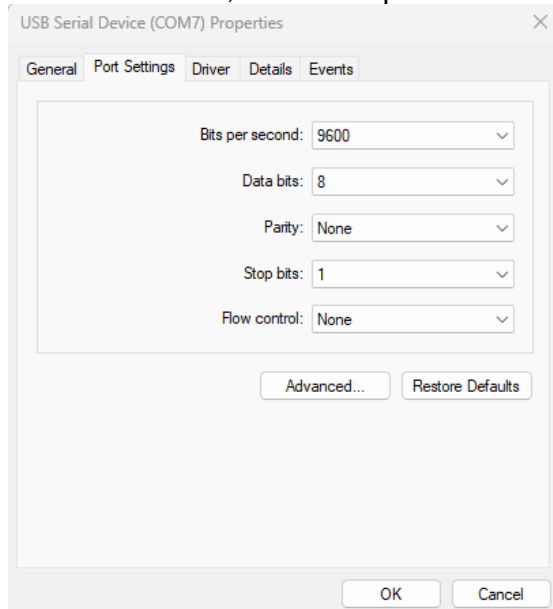 USB Serial Device (COM7) Properties
General Port Settings Driver Details Events
Bits per second: 9600
Data bits: 8
Parity: None
Stop bits: 1
Flow control: None
Advanced... Restore Defaults
OK Cancel